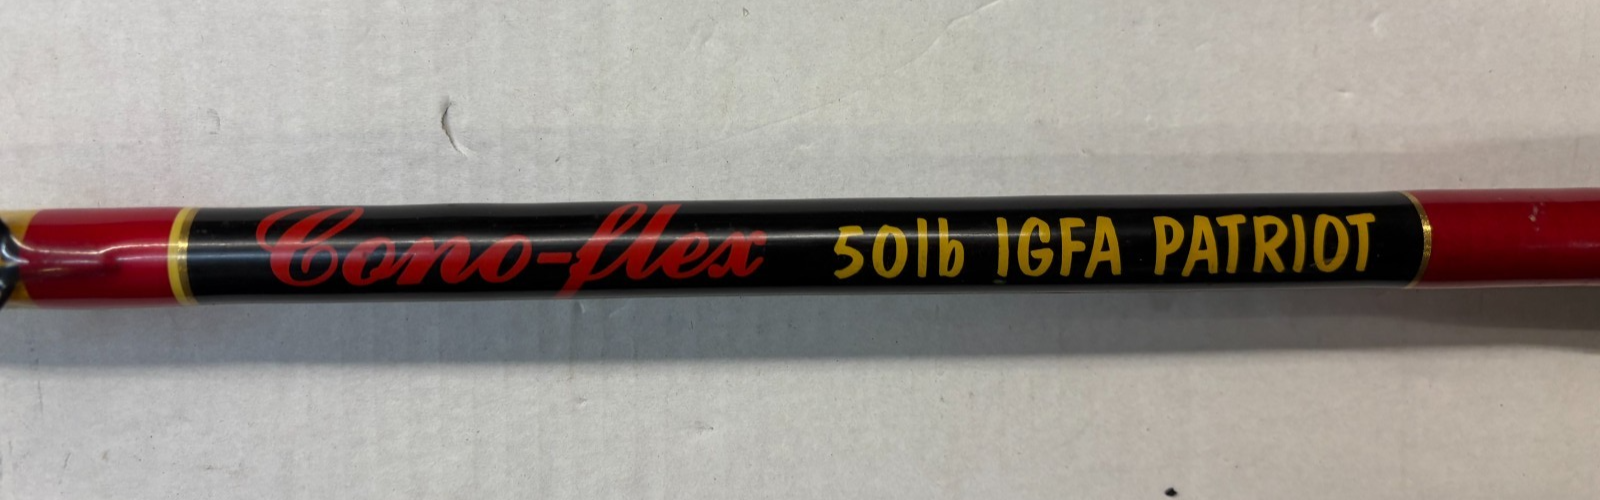 Cono-flex 50lb IGFA PATRIOT